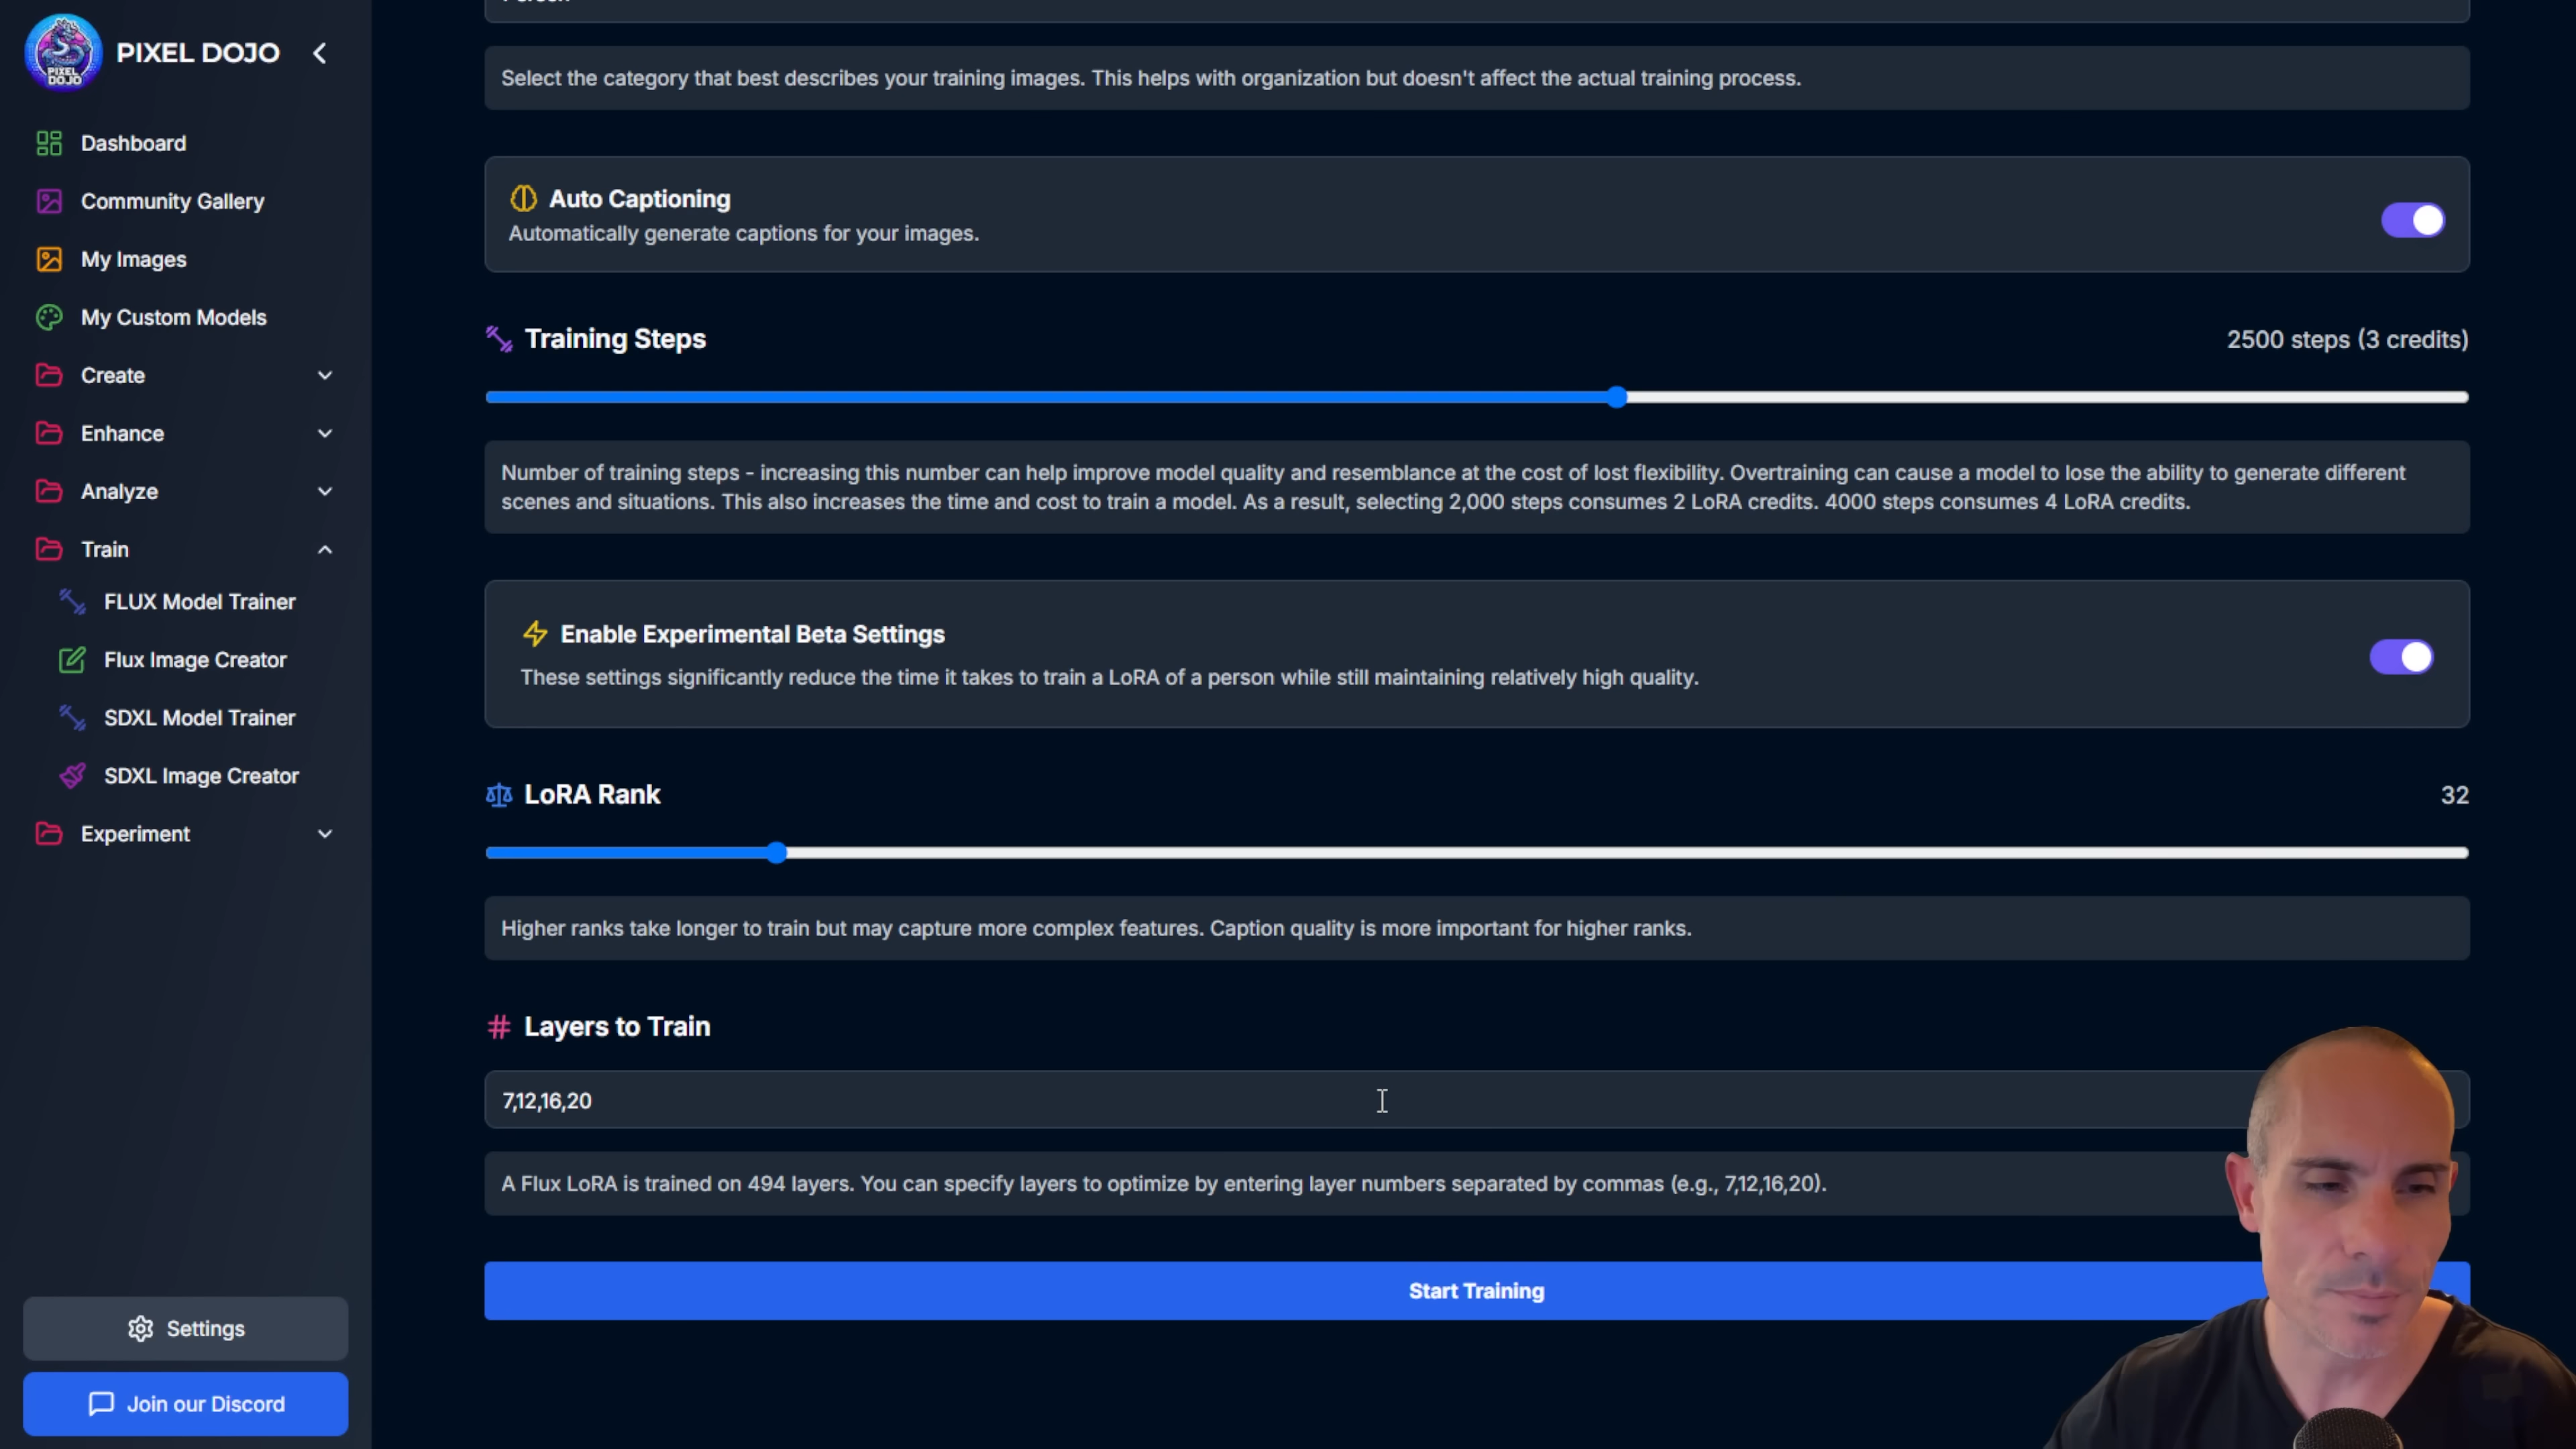 PIXEL DOJO
PIXEL
DOJO
Dashboard
Community Gallery
My Images
My Custom Models
Create
Enhance
Analyze
Train
FLUX Model Trainer
Flux Image Creator
SDXL Model Trainer
SDXL Image Creator
Experiment
Settings
Join our Discord
Select the category that best describes your training images. This helps with organization but doesn't affect the actual training process.
Auto Captioning
Automatically generate captions for your images.
Training Steps
2500 steps (3 credits)
Number of training steps - increasing this number can help improve model quality and resemblance at the cost of lost flexibility. Overtraining can cause a model to lose the ability to generate different
scenes and situations. This also increases the time and cost to train a model. As a result, selecting 2,000 steps consumes 2 LoRA credits. 4000 steps consumes 4 LoRA credits.
Enable Experimental Beta Settings
These settings significantly reduce the time it takes to train a LoRA of a person while still maintaining relatively high quality.
LoRA Rank
32
Higher ranks take longer to train but may capture more complex features. Caption quality is more important for higher ranks.
# Layers to Train
7,12,16,20
A Flux LoRA is trained on 494 layers. You can specify layers to optimize by entering layer numbers separated by commas (e.g., 7,12,16,20).
Start Training